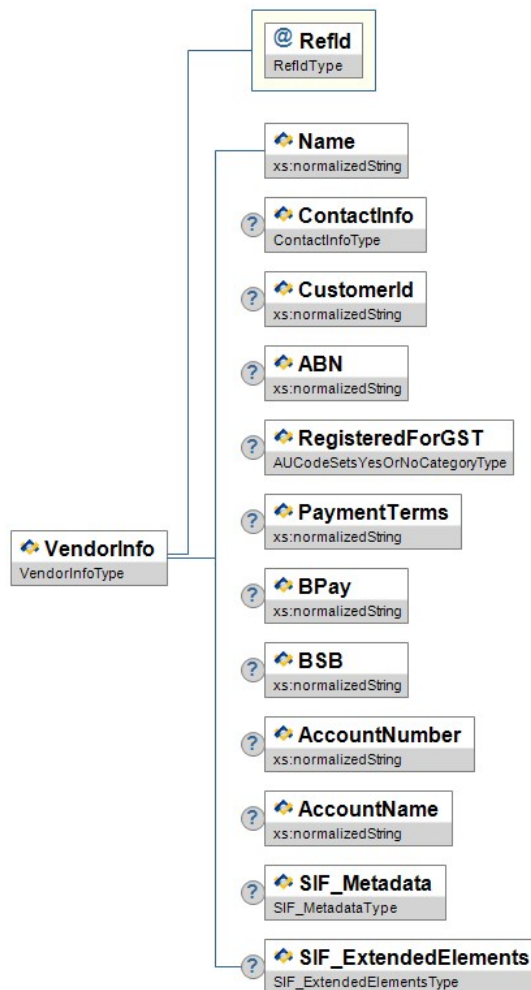 @ RefId
RefIdType
Name
xs:normalizedString
? ContactInfo
ContactInfoType
? CustomerId
xs:normalizedString
? ABN
xs:normalizedString
? RegisteredForGST
AUCodeSetsYesOrNoCategoryType
? PaymentTerms
xs:normalizedString
VendorInfo
VendorInfoType
? BPay
xs:normalizedString
? BSB
xs:normalizedString
? AccountNumber
xs:normalizedString
? AccountName
xs:normalizedString
? SIF_Metadata
SIF_MetadataType
? SIF_ExtendedElements
SIF_ExtendedElementsType